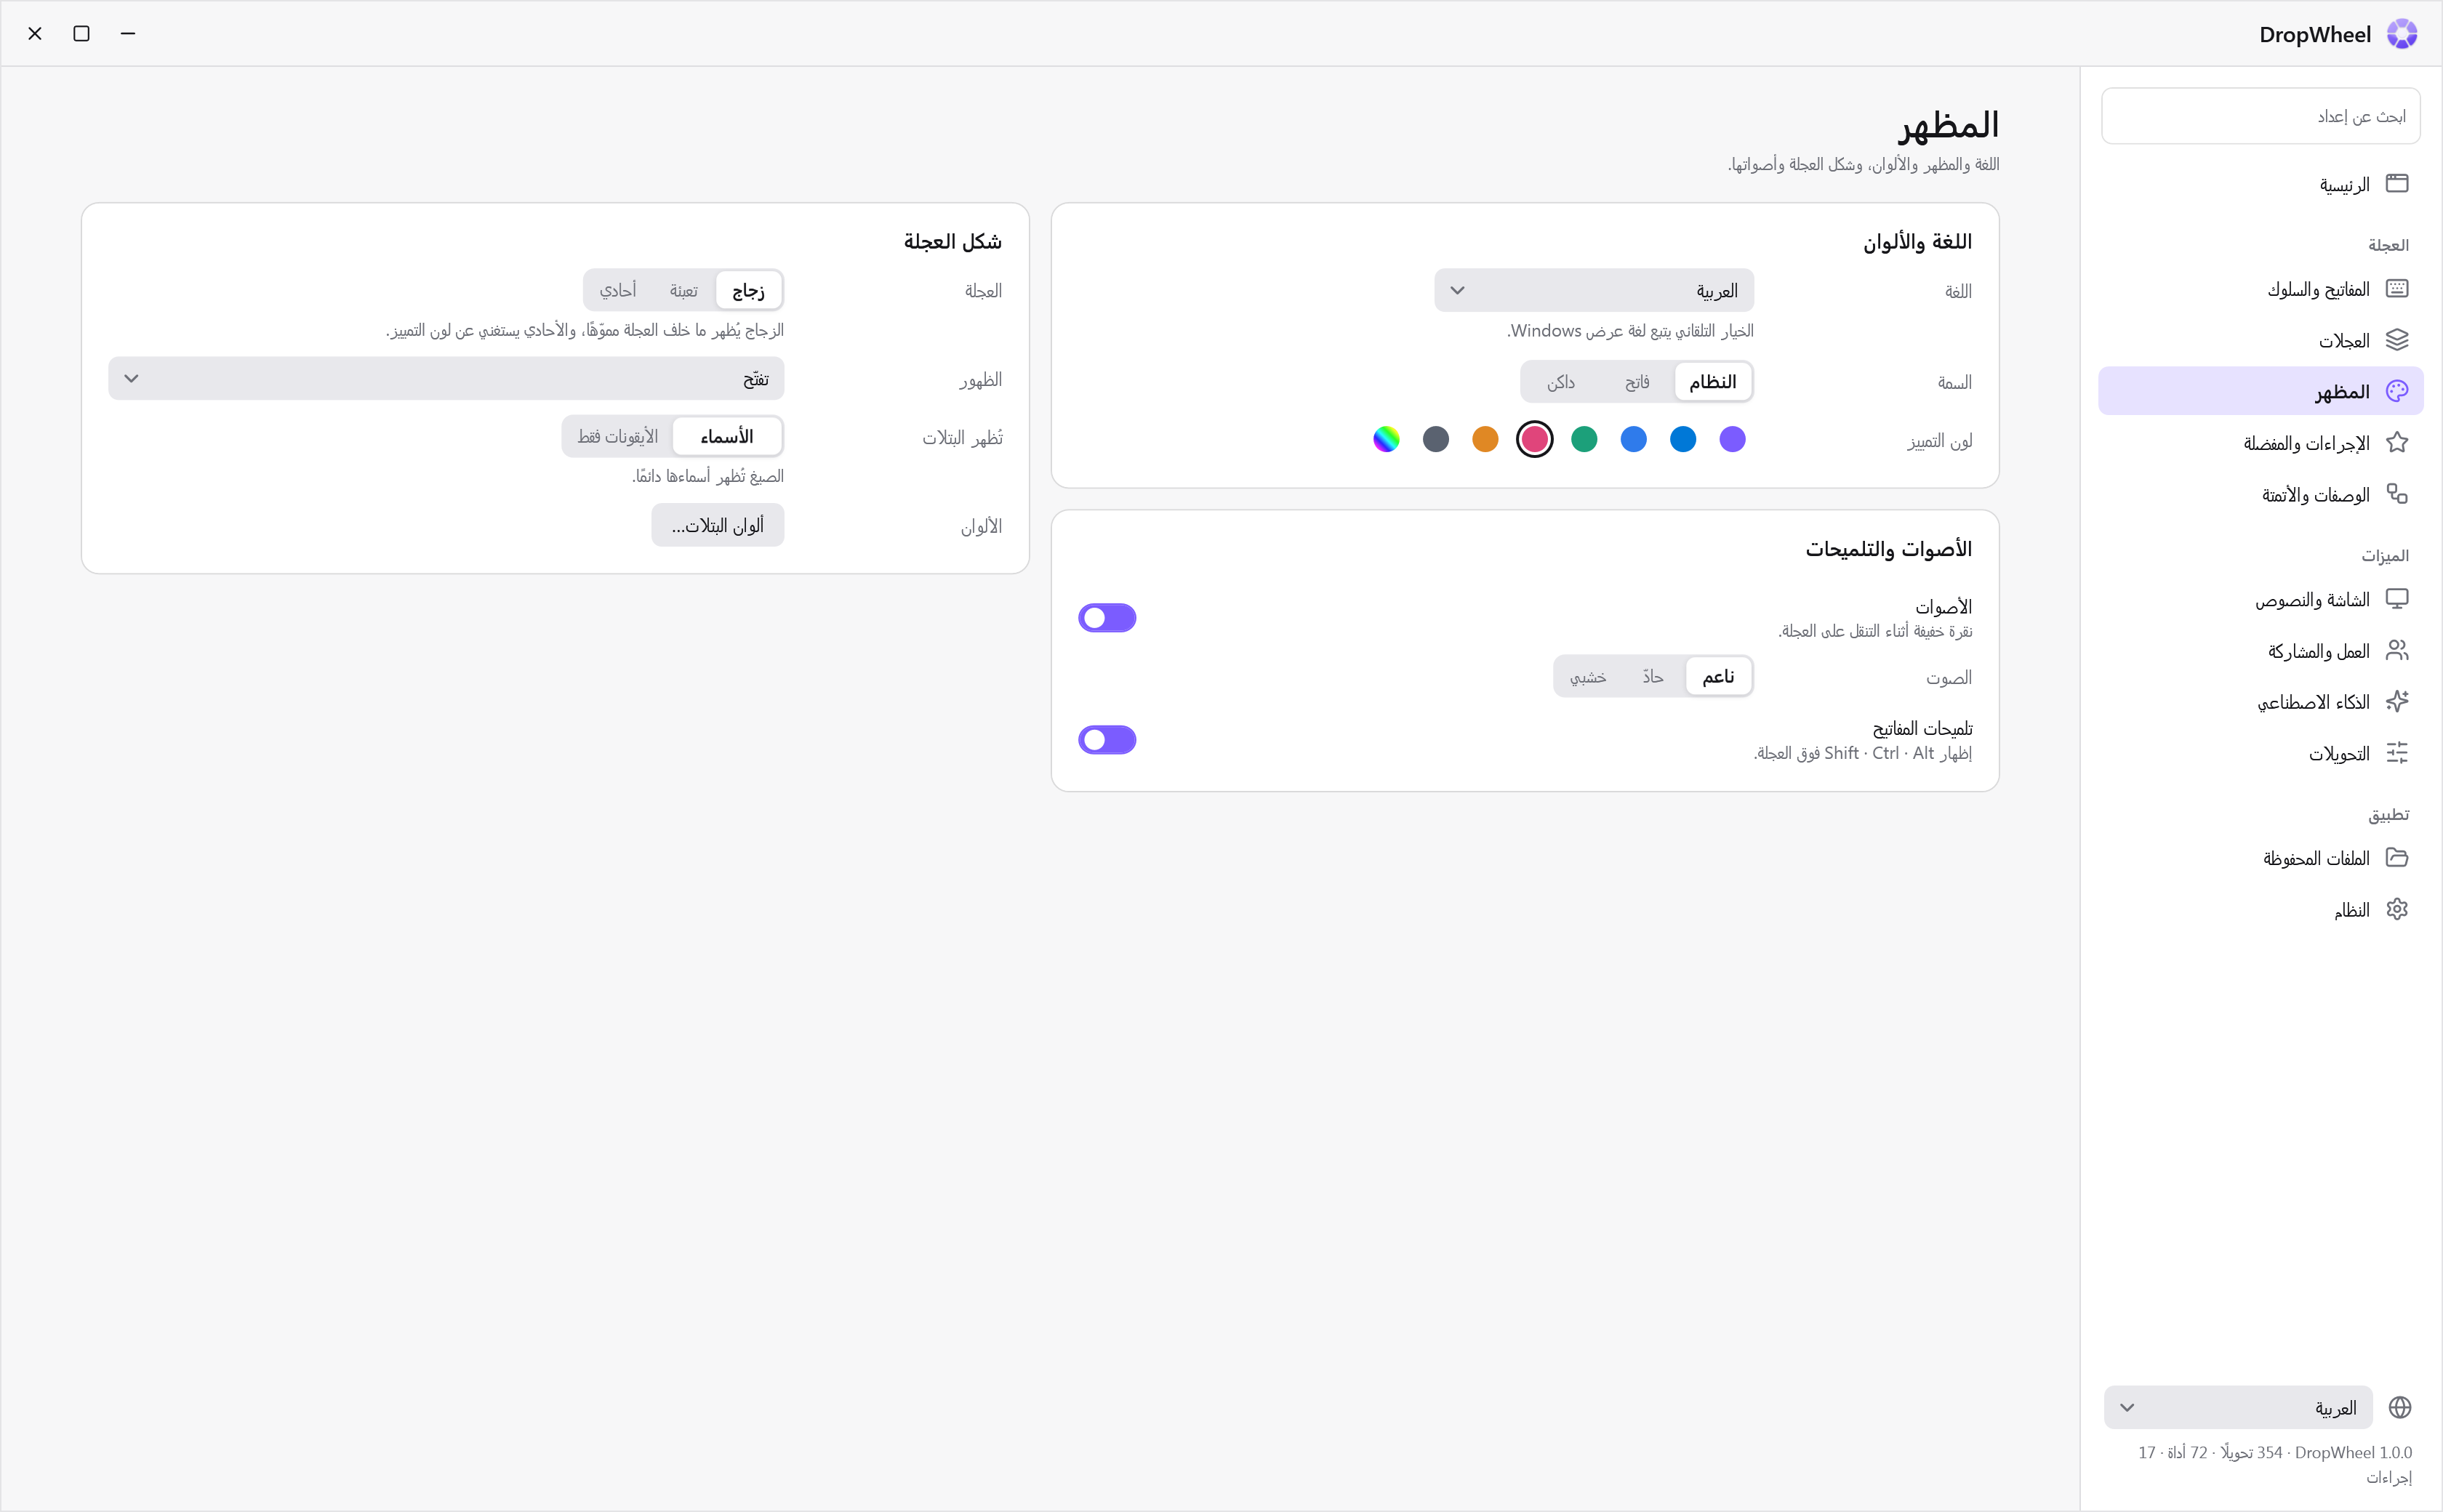 DropWheel
ابحث عن إعداد
الرئيسية
العجلة
المفاتيح والسلوك
العجلات
المظهر
الإجراءات والمفضلة
الوصفات والأتمتة
الميزات
الشاشة والنصوص
العمل والمشاركة
الذكاء الاصطناعي
التحويلات
تطبيق
الملفات المحفوظة
النظام
العربية
DropWheel 1.0.0 · 354 تحويلًا · 72 أداة · 17
إجراءات
المظهر
اللغة والمظهر والألوان، وشكل العجلة وأصواتها.
اللغة والألوان
اللغة
العربية
الخيار التلقائي يتبع لغة عرض Windows.
السمة
النظام فاتح داكن
لون التمييز
الأصوات والتلميحات
الأصوات
نقرة خفيفة أثناء التنقل على العجلة.
الصوت
ناعم حادّ خشبي
تلميحات المفاتيح
إظهار Shift · Ctrl · Alt فوق العجلة.
شكل العجلة
العجلة
زجاج تعبئة أحادي
الزجاج يُظهر ما خلف العجلة مموّهًا، والأحادي يستغني عن لون التمييز.
الظهور
تفتّح
تُظهر البتلات
الأسماء الأيقونات فقط
الصيغ تُظهر أسماءها دائمًا.
الألوان
ألوان البتلات...